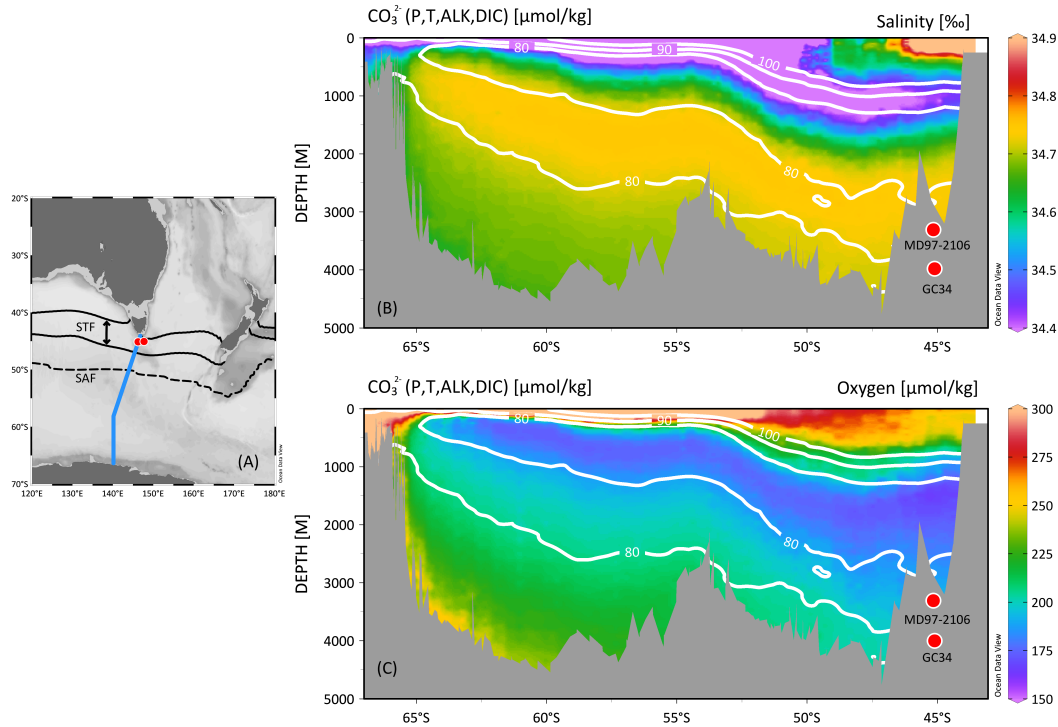 20°S
30°S
40°S
50°S
60°S
70°S
120°E 130°E 140°E 150°E 160°E 170°E 180°E
STF
SAF
(A)
Ocean Data View
CO₃²⁻ (P,T,ALK,DIC) [µmol/kg]
Salinity [‰]
DEPTH [M]
0
1000
2000
3000
4000
5000
65°S 60°S 55°S 50°S 45°S
80
90
100
80
80
MD97-2106
GC34
(B)
Ocean Data View
34.9
34.8
34.7
34.6
34.5
34.4
CO₃²⁻ (P,T,ALK,DIC) [µmol/kg]
Oxygen [µmol/kg]
DEPTH [M]
0
1000
2000
3000
4000
5000
65°S 60°S 55°S 50°S 45°S
80
90
100
80
80
MD97-2106
GC34
(C)
Ocean Data View
300
275
250
225
200
175
150